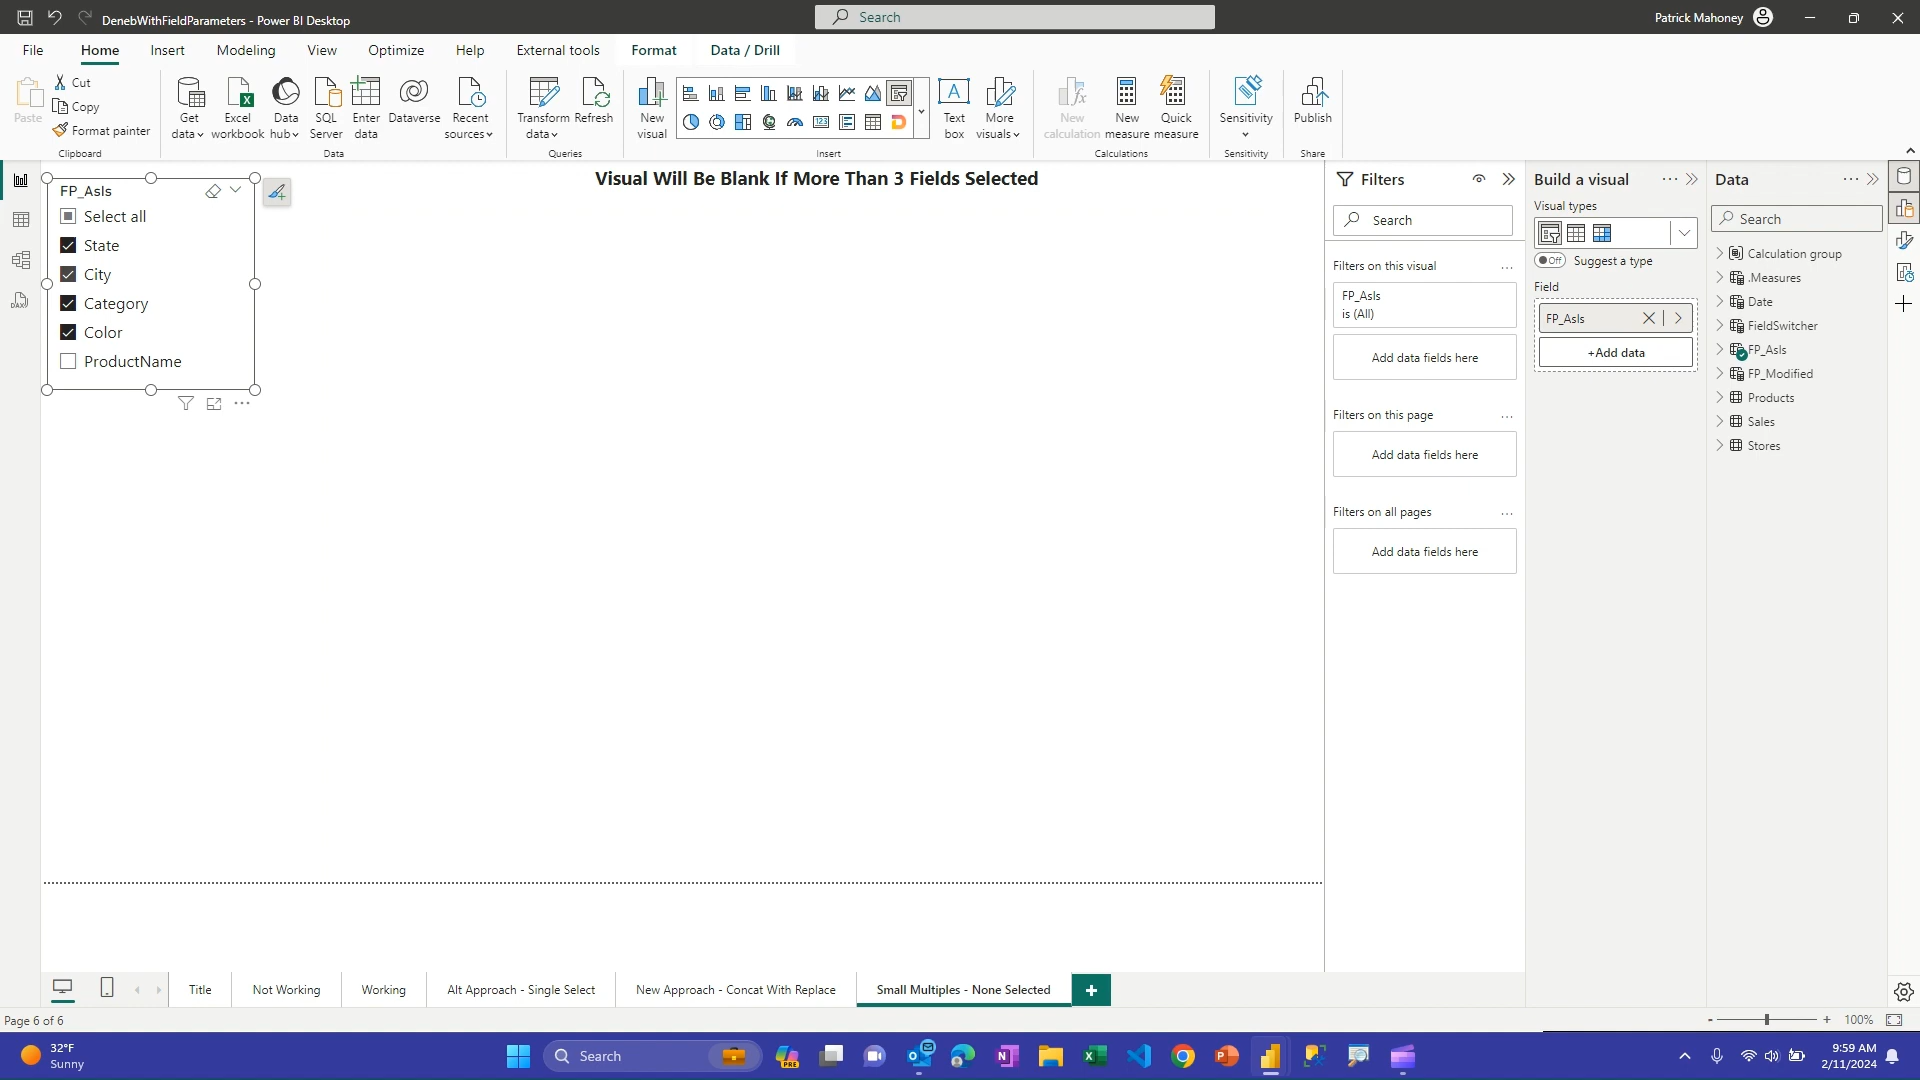 DenebWithFieldParameters - Power BI Desktop
Search
Patrick Mahoney
File
Home
Insert
Modeling
View
Optimize
Help
External tools
Format
Data / Drill
Paste
Cut
Copy
Format painter
Clipboard
Get data
Excel workbook
Data hub
SQL Server
Enter data
Dataverse
Recent sources
Data
Transform data
Refresh
Queries
New visual
Text box
More visuals
Insert
New calculation
New measure
Quick measure
Calculations
Sensitivity
Sensitivity
Publish
Share
FP_AsIs
Select all
State
City
Category
Color
ProductName
Visual Will Be Blank If More Than 3 Fields Selected
Filters
Search
Filters on this visual
FP_AsIs
is (All)
Add data fields here
Filters on this page
Add data fields here
Filters on all pages
Add data fields here
Build a visual
Visual types
Off
Suggest a type
Field
FP_AsIs
+Add data
Data
Search
Calculation group
.Measures
Date
FieldSwitcher
FP_AsIs
FP_Modified
Products
Sales
Stores
DAX
Title
Not Working
Working
Alt Approach - Single Select
New Approach - Concat With Replace
Small Multiples - None Selected
Page 6 of 6
- + 100%
32°F
Sunny
Search
PRE
9:59 AM
2/11/2024